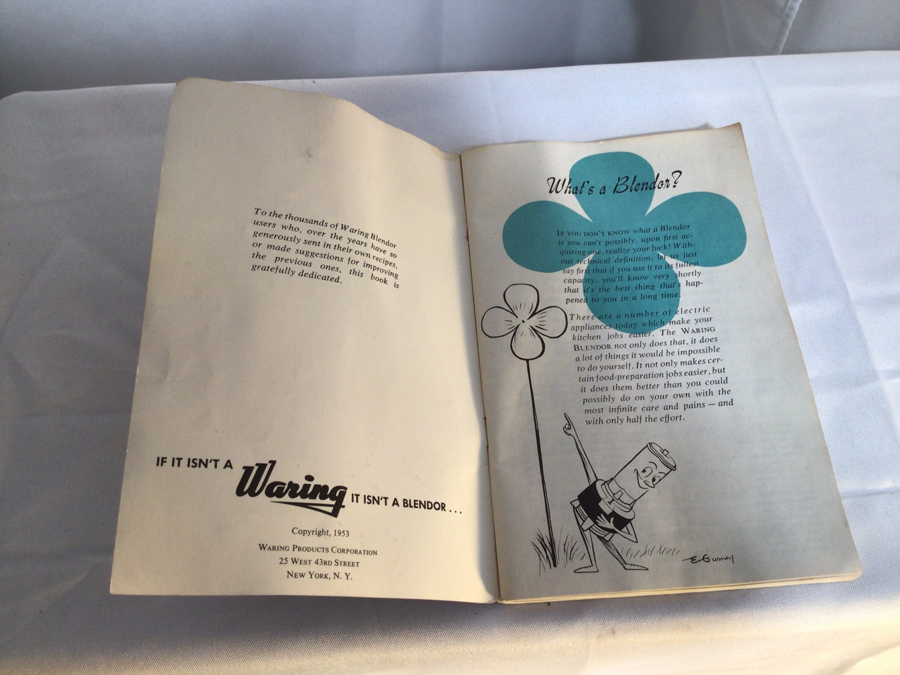 To the thousands of Waring Blendor
users who, over the years have so
generously sent in their own recipes,
or made suggestions for improving
the previous ones, this book is
gratefully dedicated.
IF IT ISN'T A Waring IT ISN'T A BLENDOR...
Copyright, 1953
WARING PRODUCTS CORPORATION
25 WEST 43RD STREET
NEW YORK, N. Y.
What's a Blendor?
IF YOU DON'T KNOW what a Blendor
is you can't possibly, upon first ac-
quiring one, realize your luck! With-
out technical definition, let us just
say first that if you use it to its fullest
capacity, you'll know very shortly
that it's the best thing that's hap-
pened to you in a long time.
There are a number of electric
appliances today which make your
kitchen jobs easier. The WARING
BLENDOR not only does that, it does
a lot of things it would be impossible
to do yourself. It not only makes cer-
tain food-preparation jobs easier, but
it does them better than you could
possibly do on your own with the
most infinite care and pains — and
with only half the effort.
E. Gurney